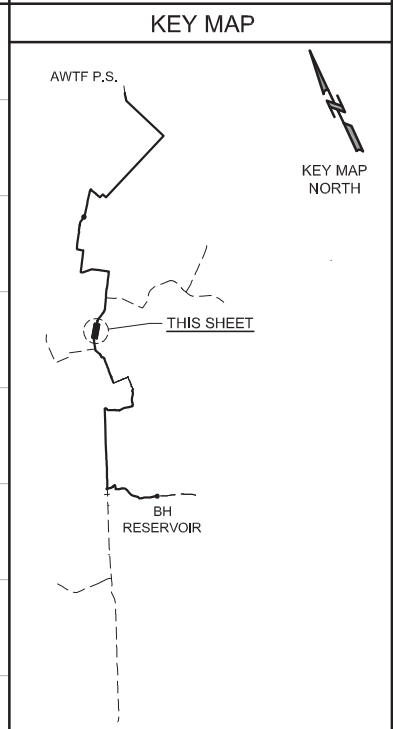 KEY MAP
AWTF P.S.
KEY MAP
NORTH
THIS SHEET
BH
RESERVOIR